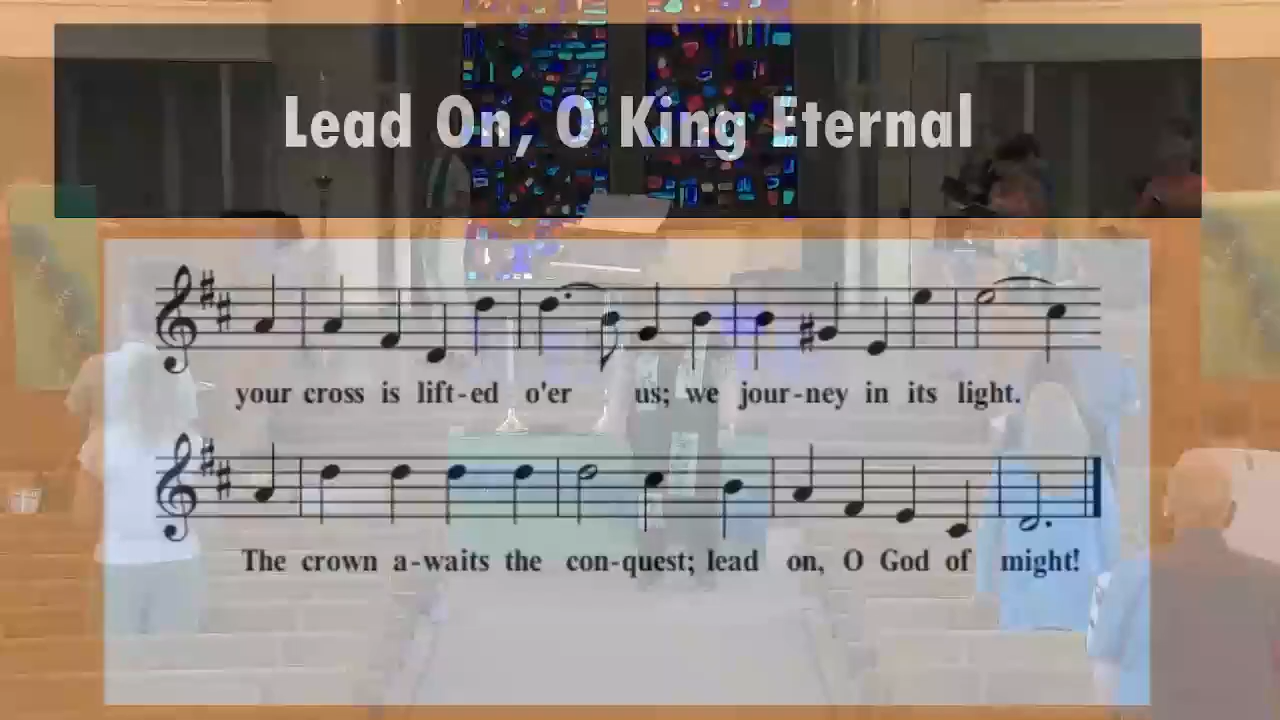 Lead On, O King Eternal
your cross is lift-ed o'er us; we jour-ney in its light.
The crown a-waits the con-quest; lead on, O God of might!